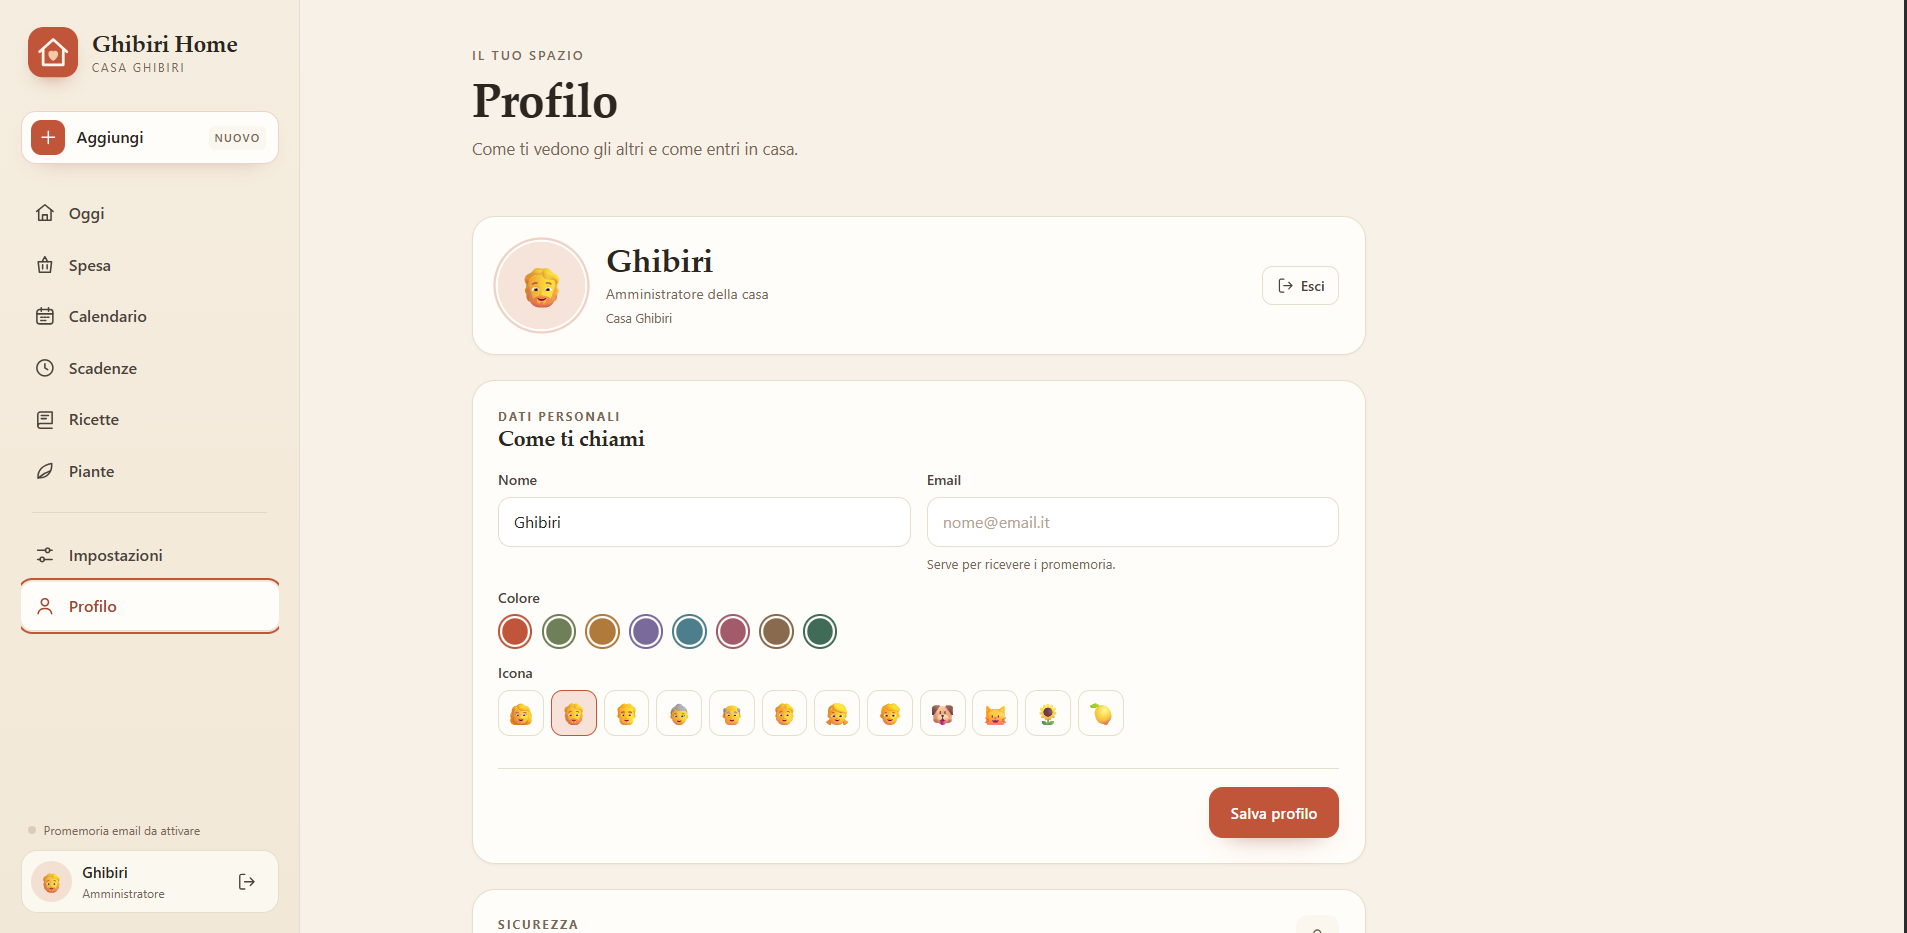 Ghibiri Home
CASA GHIBIRI
Aggiungi NUOVO
Oggi
Spesa
Calendario
Scadenze
Ricette
Piante
Impostazioni
Profilo
Promemoria email da attivare
Ghibiri
Amministratore
IL TUO SPAZIO
Profilo
Come ti vedono gli altri e come entri in casa.
Ghibiri
Amministratore della casa
Casa Ghibiri
Esci
DATI PERSONALI
Come ti chiami
Nome
Ghibiri
Email
nome@email.it
Serve per ricevere i promemoria.
Colore
Icona
Salva profilo
SICUREZZA